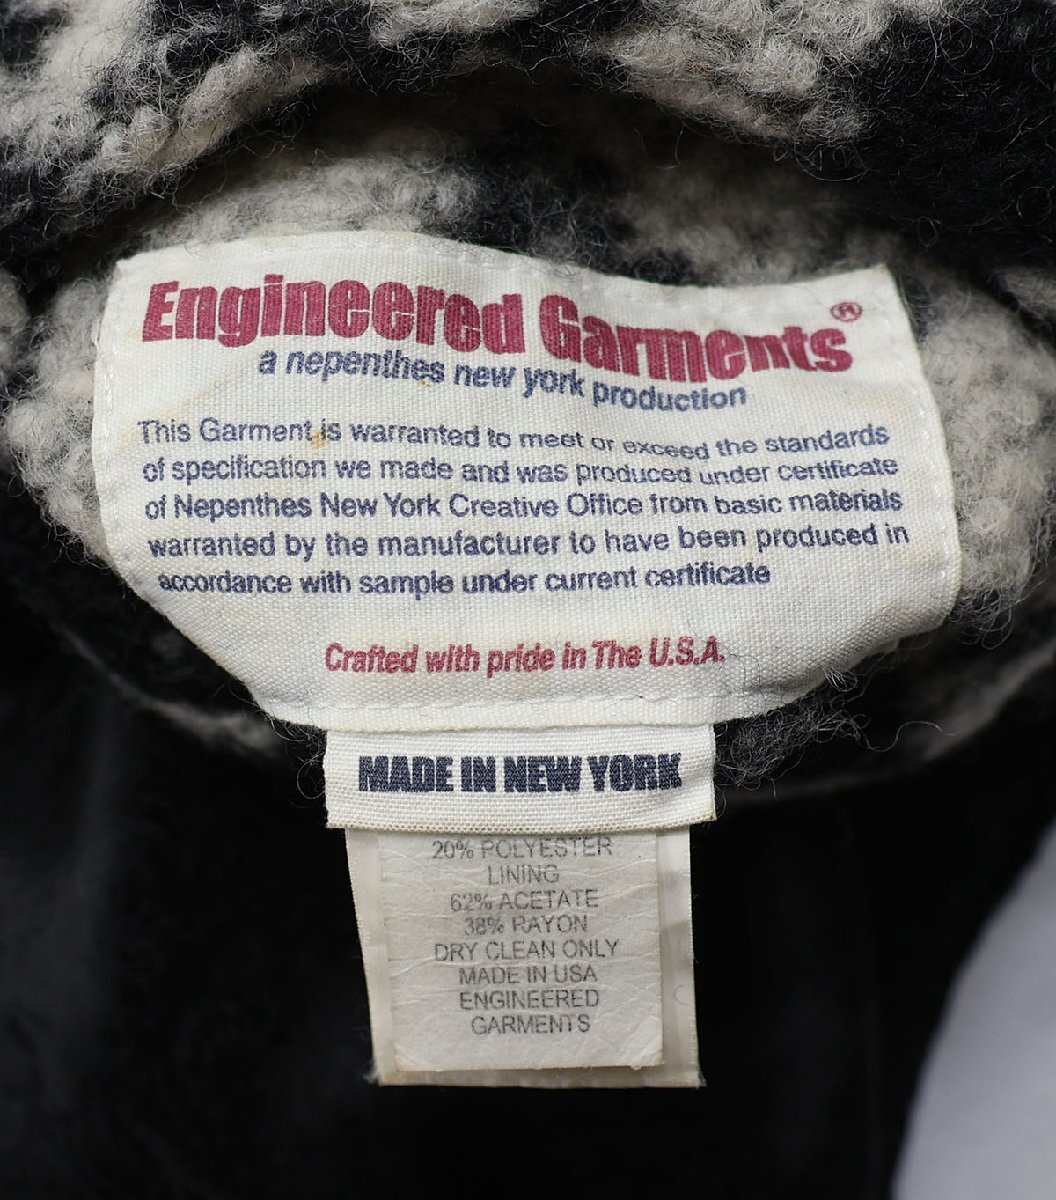 Engineered Garments®
a nepenthes new york production
This Garment is warranted to meet or exceed the standards
of specification we made and was produced under certificate
of Nepenthes New York Creative Office from basic materials
warranted by the manufacturer to have been produced in
accordance with sample under current certificate
Crafted with pride in The U.S.A.
MADE IN NEW YORK
20% POLYESTER
LINING
62% ACETATE
38% RAYON
DRY CLEAN ONLY
MADE IN USA
ENGINEERED
GARMENTS